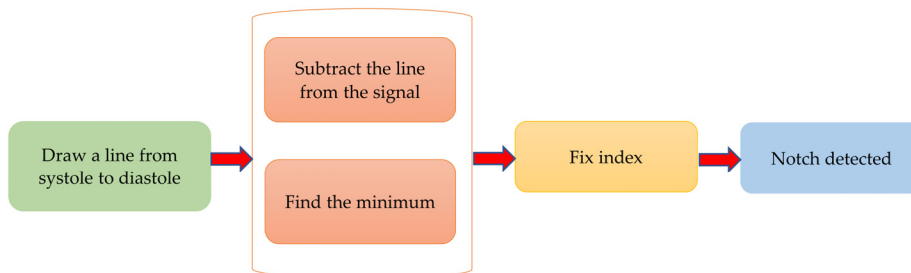 Draw a line from
systole to diastole
Subtract the line
from the signal
Find the minimum
Fix index
Notch detected